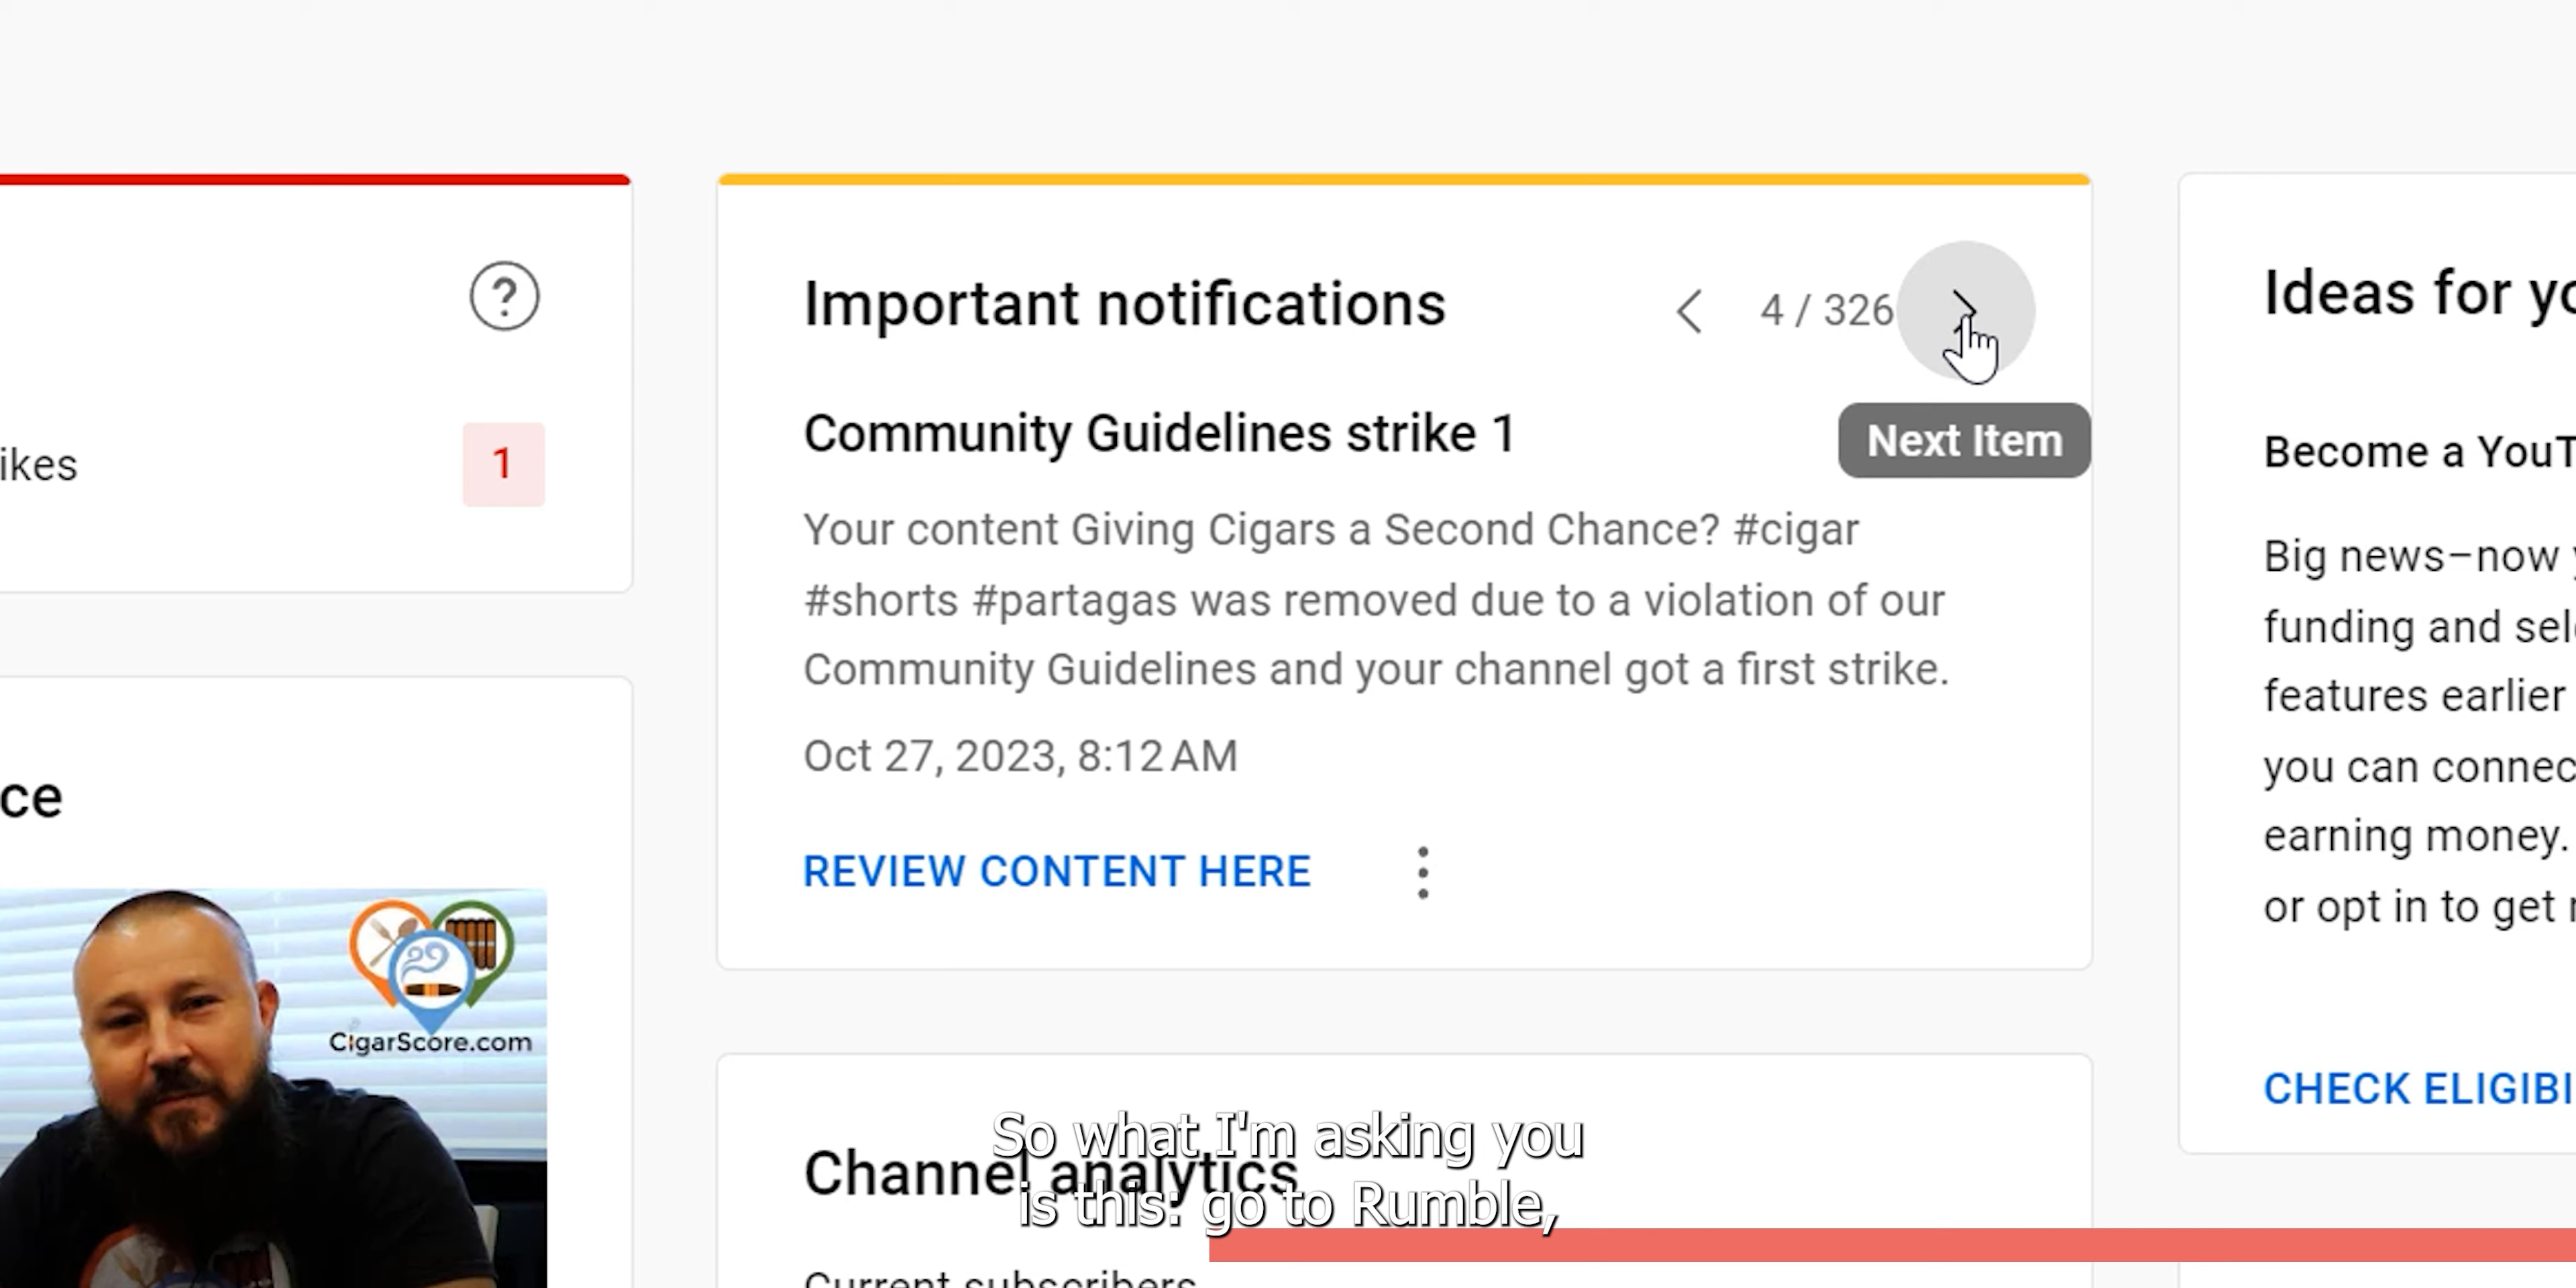 ?
ikes
1
ce
CigarScore.com
Important notifications
4 / 326
Next Item
Community Guidelines strike 1
Your content Giving Cigars a Second Chance? #cigar
#shorts #partagas was removed due to a violation of our
Community Guidelines and your channel got a first strike.
Oct 27, 2023, 8:12 AM
REVIEW CONTENT HERE
Channel analytics
Current subscribers
So what I'm asking you
is this: go to Rumble,
Ideas for yo
Become a YouT
Big news–now y
funding and sele
features earlier
you can connec
earning money.
or opt in to get
CHECK ELIGIBI